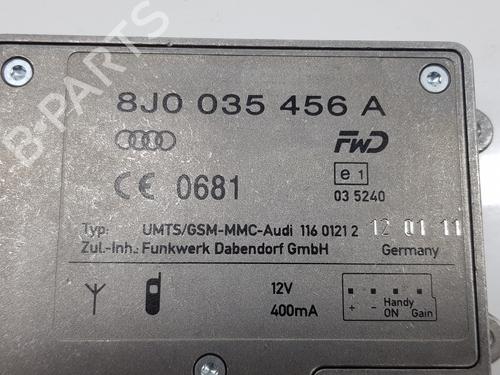 8J0 035 456 A
FWD
CE 0681
e 1
03 5240
Typ: UMTS/GSM-MMC-Audi 116 0121 2 12 01 11
Zul.-Inh.: Funkwerk Dabendorf GmbH Germany
12V
400mA
+ - Handy ON Gain
B-PARTS